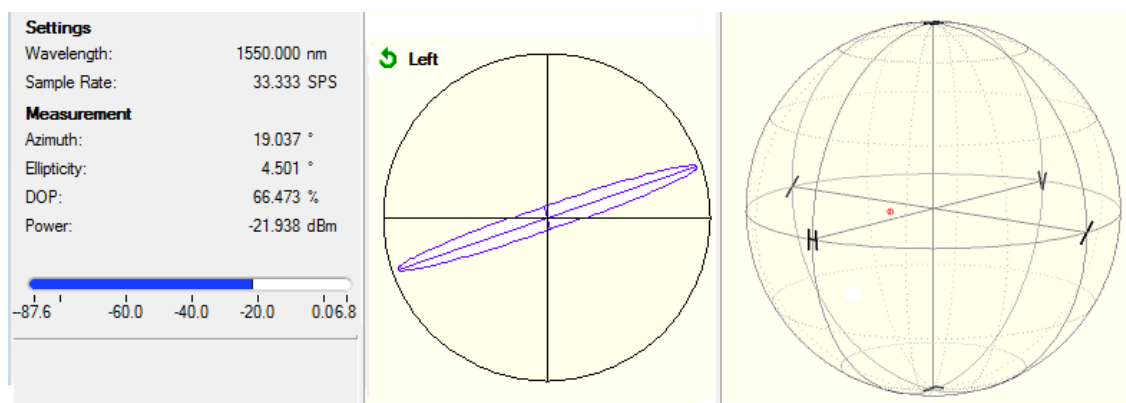 Settings
Wavelength: 1550.000 nm
Sample Rate: 33.333 SPS
Measurement
Azimuth: 19.037 °
Ellipticity: 4.501 °
DOP: 66.473 %
Power: -21.938 dBm
-87.6 -60.0 -40.0 -20.0 0.06.8
Left
V
H